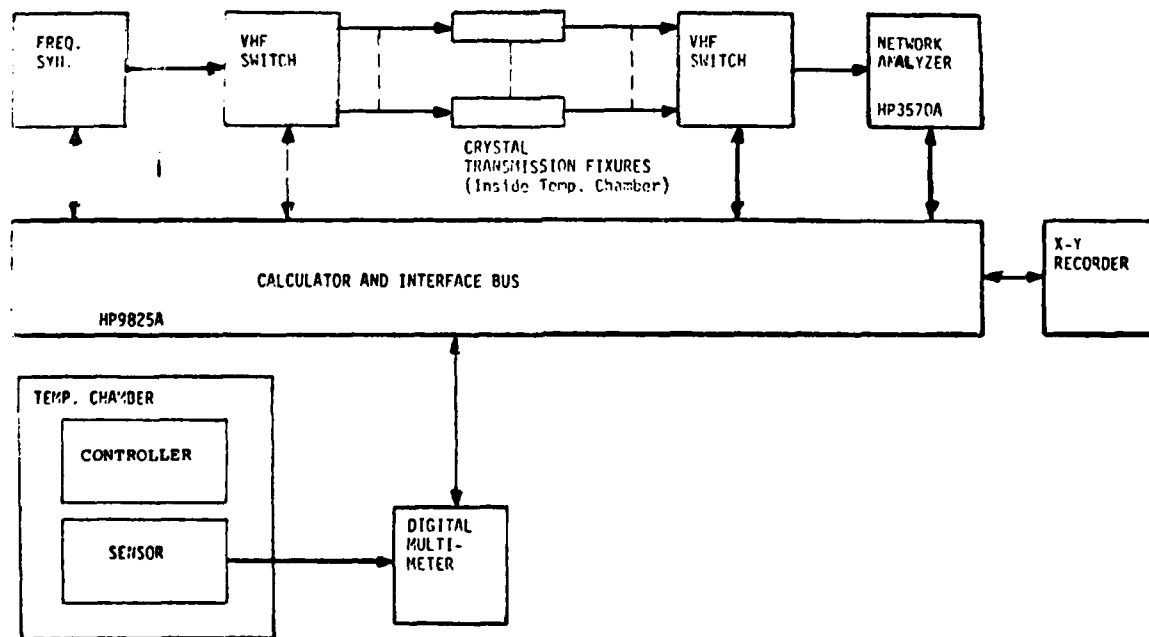 FREQ.
SYN.
VHF
SWITCH
VHF
SWITCH
NETWORK
ANALYZER
HP3570A
CRYSTAL
TRANSMISSION FIXURES
(Inside Temp. Chamber)
X-Y
RECORDER
CALCULATOR AND INTERFACE BUS
HP9825A
TEMP. CHAMBER
CONTROLLER
SENSOR
DIGITAL
MULTI-
METER